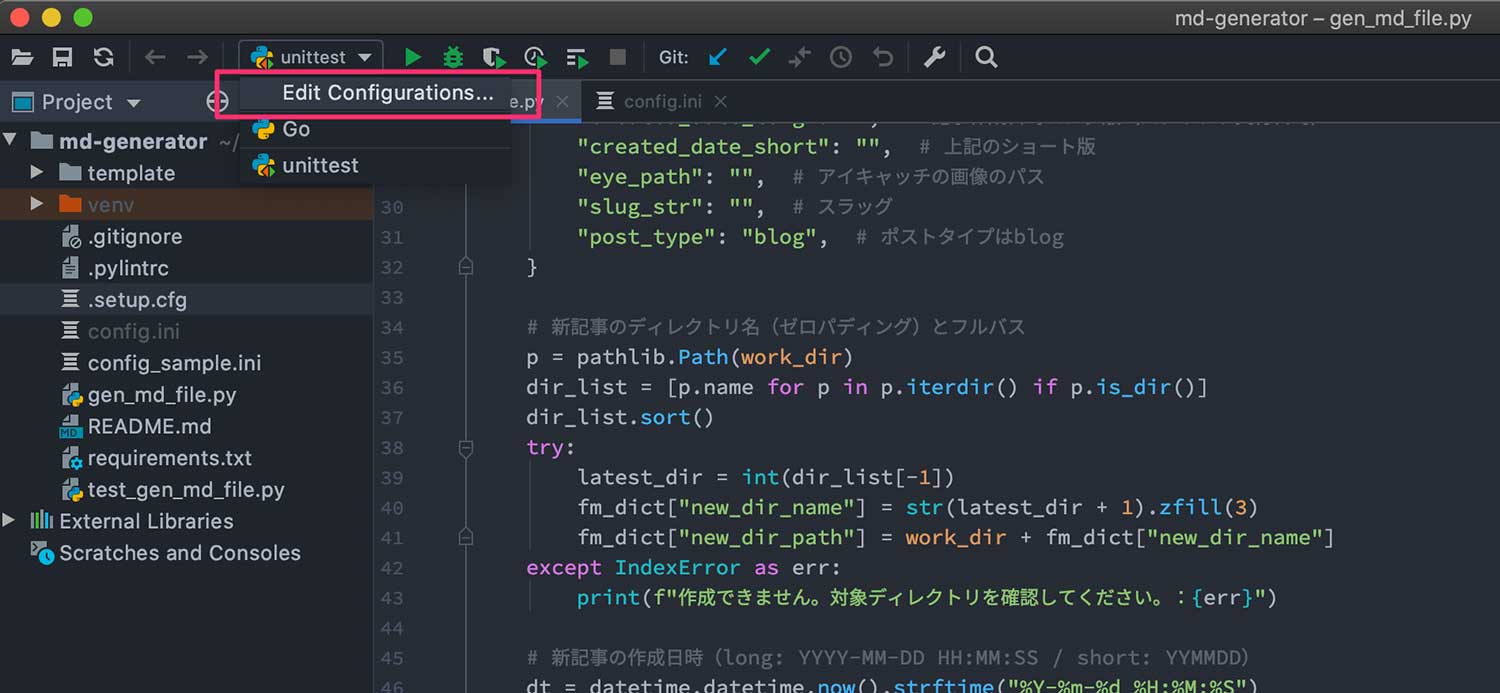 md-generator – gen_md_file.py
unittest
Git:
Project
Edit Configurations...
e.py
config.ini
Go
unittest
md-generator ~/
template
venv
.gitignore
.pylintrc
.setup.cfg
config.ini
config_sample.ini
gen_md_file.py
README.md
requirements.txt
test_gen_md_file.py
External Libraries
Scratches and Consoles
"created_date_short": "", # 上記のショート版
"eye_path": "", # アイキャッチの画像のパス
30 "slug_str": "", # スラッグ
31 "post_type": "blog", # ポストタイプはblog
32 }
33
34 # 新記事のディレクトリ名（ゼロパディング）とフルパス
35 p = pathlib.Path(work_dir)
36 dir_list = [p.name for p in p.iterdir() if p.is_dir()]
37 dir_list.sort()
38 try:
39 latest_dir = int(dir_list[-1])
40 fm_dict["new_dir_name"] = str(latest_dir + 1).zfill(3)
41 fm_dict["new_dir_path"] = work_dir + fm_dict["new_dir_name"]
42 except IndexError as err:
43 print(f"作成できません。対象ディレクトリを確認してください。：{err}")
44
45 # 新記事の作成日時（long: YYYY-MM-DD HH:MM:SS / short: YYMMDD）
46 dt = datetime.datetime.now().strftime("%Y-%m-%d %H:%M:%S")